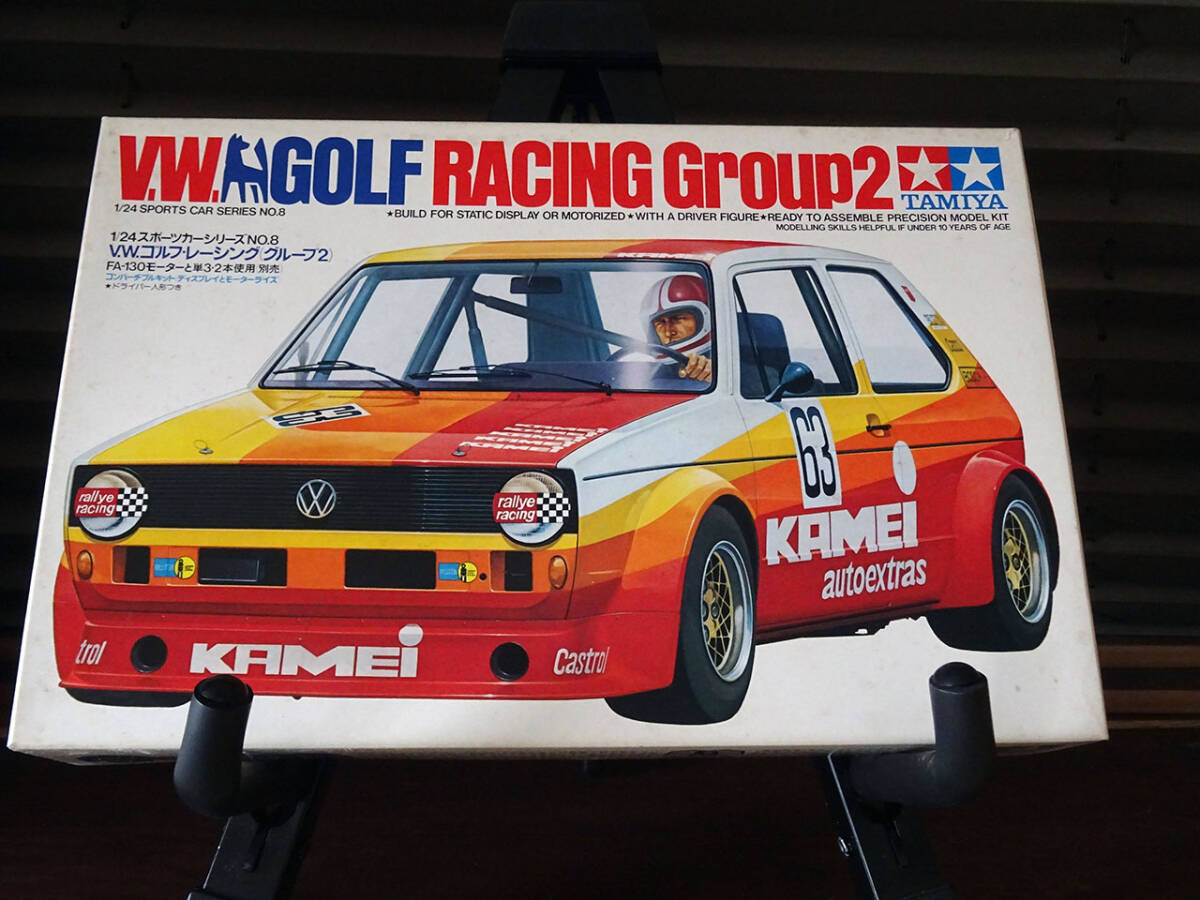 V.W. GOLF RACING Group2
TAMIYA
1/24 SPORTS CAR SERIES NO.8
★BUILD FOR STATIC DISPLAY OR MOTORIZED ★WITH A DRIVER FIGURE★READY TO ASSEMBLE PRECISION MODEL KIT
MODELLING SKILLS HELPFUL IF UNDER 10 YEARS OF AGE
1/24スポーツカーシリーズNO.8
V.W.ゴルフ・レーシング(グループ2)
FA-130モーターと単3・2本使用(別売)
コンバーチブルキット・ディスプレイとモーターライズ
★ドライバー人形つき
KAMEI
63
KAMEI
KAMEI
KAMEI
KAMEI
rallye
racing
VW
rallye
racing
63
KAMEI
autoextras
trol
KAMEI
Castrol